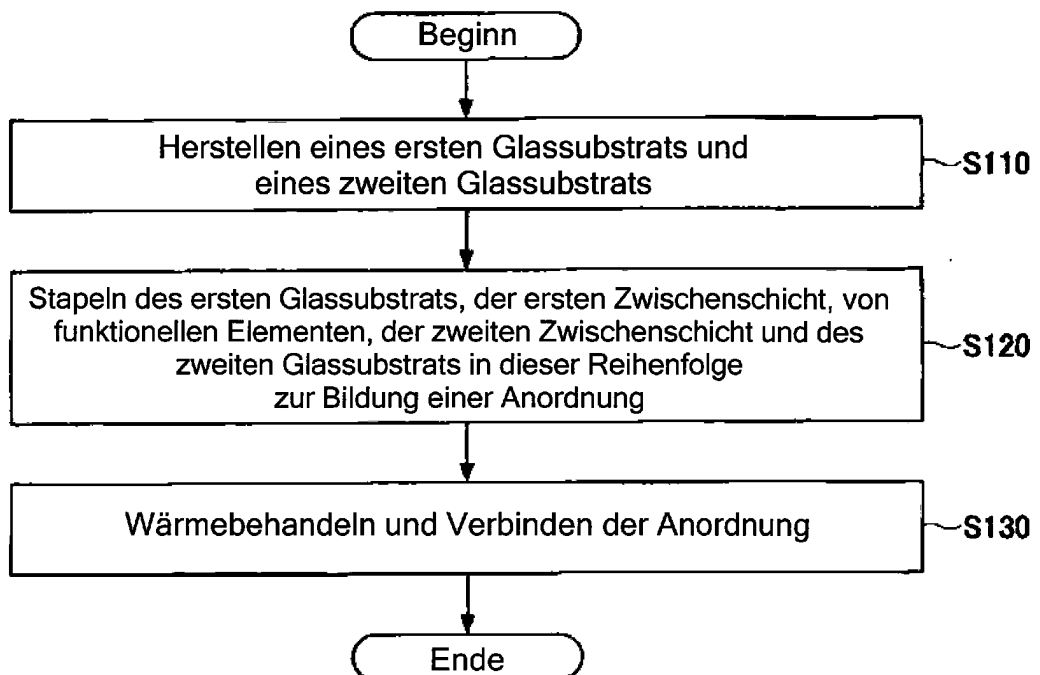 Beginn
Herstellen eines ersten Glassubstrats und
eines zweiten Glassubstrats
S110
Stapeln des ersten Glassubstrats, der ersten Zwischenschicht, von
funktionellen Elementen, der zweiten Zwischenschicht und des
zweiten Glassubstrats in dieser Reihenfolge
zur Bildung einer Anordnung
S120
Wärmebehandeln und Verbinden der Anordnung
S130
Ende